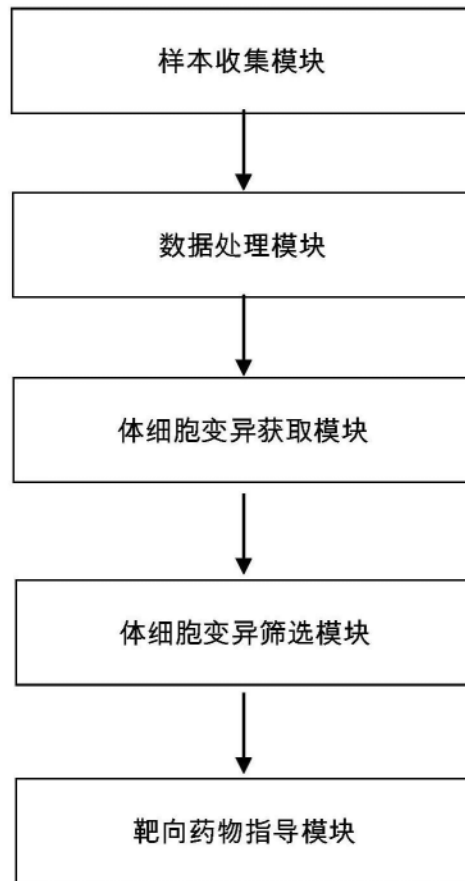 样本收集模块
数据处理模块
体细胞变异获取模块
体细胞变异筛选模块
靶向药物指导模块